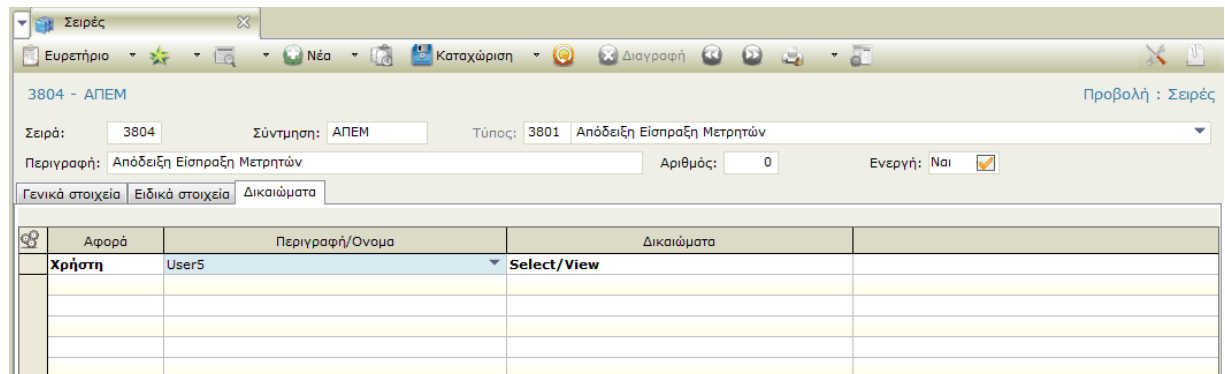 Σειρές
Ευρετήριο Νέα Καταχώριση Διαγραφή
3804 - ΑΠΕΜ Προβολή : Σειρές
Σειρά: 3804 Σύντμηση: ΑΠΕΜ Τύπος: 3801 Απόδειξη Είσπραξη Μετρητών
Περιγραφή: Απόδειξη Είσπραξη Μετρητών Αριθμός: 0 Ενεργή: Ναι
Γενικά στοιχεία Ειδικά στοιχεία Δικαιώματα
Αφορά Περιγραφή/Ονομα Δικαιώματα
Χρήστη User5 Select/View